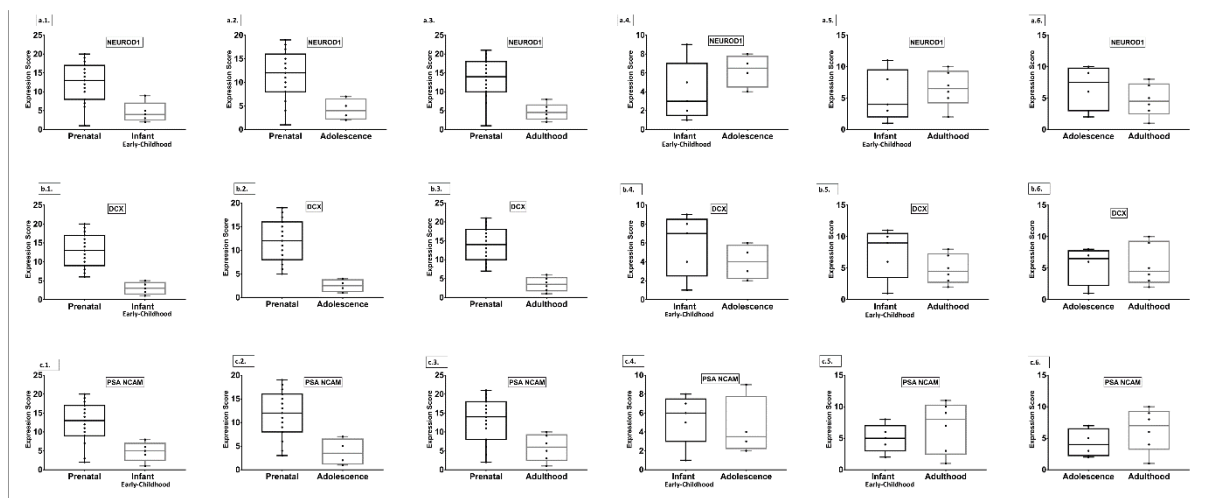 a.1.
NEUROD1
Expression Score
25
20
15
10
5
0
Prenatal
Infant
Early-Childhood
a.2.
NEUROD1
Expression Score
20
15
10
5
0
Prenatal
Adolescence
a.3.
NEUROD1
Expression Score
25
20
15
10
5
0
Prenatal
Adulthood
a.4.
NEUROD1
Expression Score
10
8
6
4
2
0
Infant
Early-Childhood
Adolescence
a.5.
NEUROD1
Expression Score
15
10
5
0
Infant
Early-Childhood
Adulthood
a.6.
NEUROD1
Expression Score
15
10
5
0
Adolescence
Adulthood
b.1.
DCX
Expression Score
25
20
15
10
5
0
Prenatal
Infant
Early-Childhood
b.2.
DCX
Expression Score
20
15
10
5
0
Prenatal
Adolescence
b.3.
DCX
Expression Score
25
20
15
10
5
0
Prenatal
Adulthood
b.4.
DCX
Expression Score
10
8
6
4
2
0
Infant
Early-Childhood
Adolescence
b.5.
DCX
Expression Score
15
10
5
0
Infant
Early-Childhood
Adulthood
b.6.
DCX
Expression Score
15
10
5
0
Adolescence
Adulthood
c.1.
PSA NCAM
Expression Score
25
20
15
10
5
0
Prenatal
Infant
Early-Childhood
c.2.
PSA NCAM
Expression Score
20
15
10
5
0
Prenatal
Adolescence
c.3.
PSA NCAM
Expression Score
25
20
15
10
5
0
Prenatal
Adulthood
c.4.
PSA NCAM
Expression Score
10
8
6
4
2
0
Infant
Early-Childhood
Adolescence
c.5.
PSA NCAM
Expression Score
15
10
5
0
Infant
Early-Childhood
Adulthood
c.6.
PSA NCAM
Expression Score
15
10
5
0
Adolescence
Adulthood